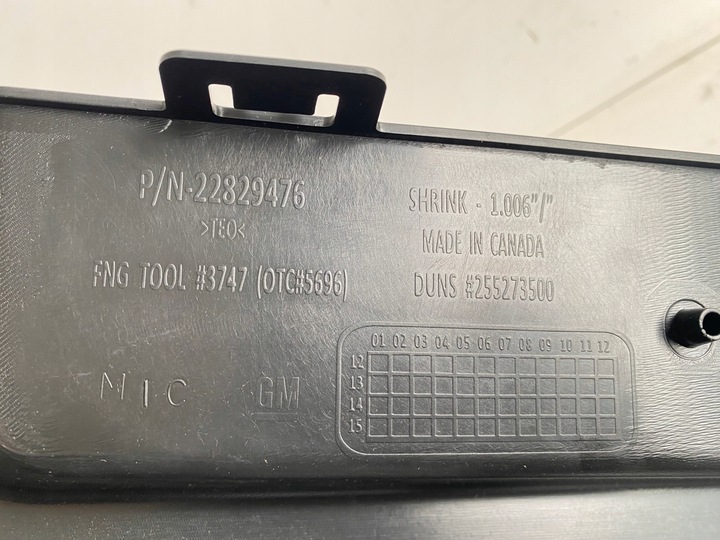 P/N-22829476
>TEO<
FNG TOOL #3747 (OTC#5696)
SHRINK - 1.006"/"
MADE IN CANADA
DUNS #255273500
MIC
GM
01 02 03 04 05 06 07 08 09 10 11 12
12
13
14
15